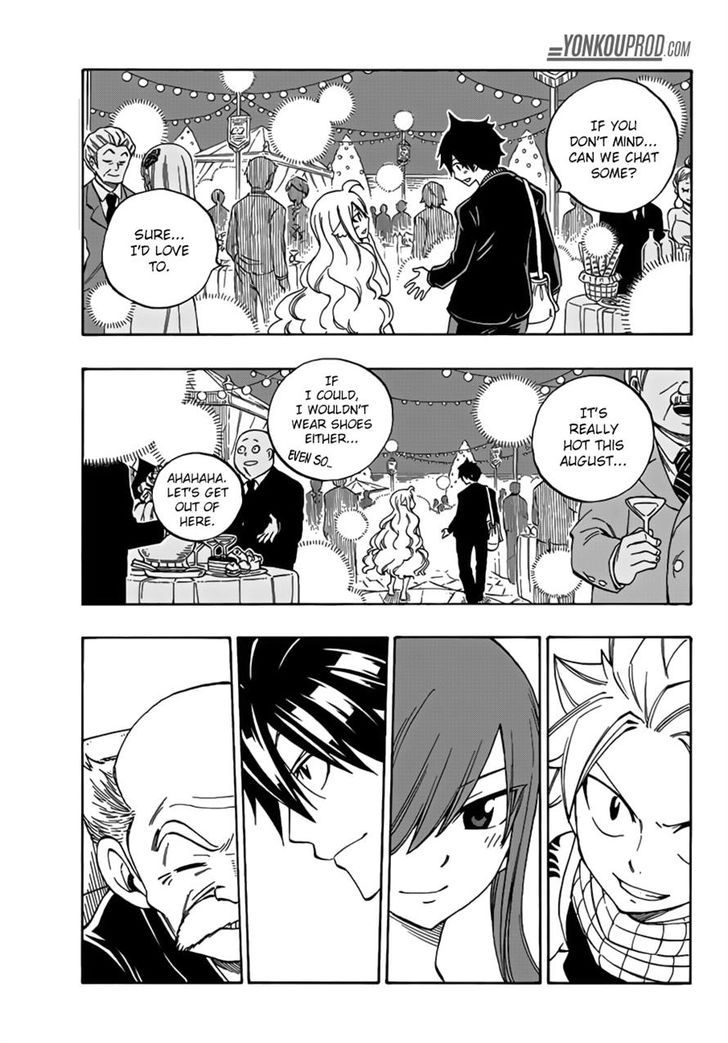 YONKOUPROD.COM
IF YOU
DON'T MIND...
CAN WE CHAT
SOME?
SURE...
I'D LOVE
TO.
IT'S
REALLY
HOT THIS
AUGUST...
IF
I COULD,
I WOULDN'T
WEAR SHOES
EITHER...
EVEN SO...
AHAHAHA.
LET'S GET
OUT OF
HERE.